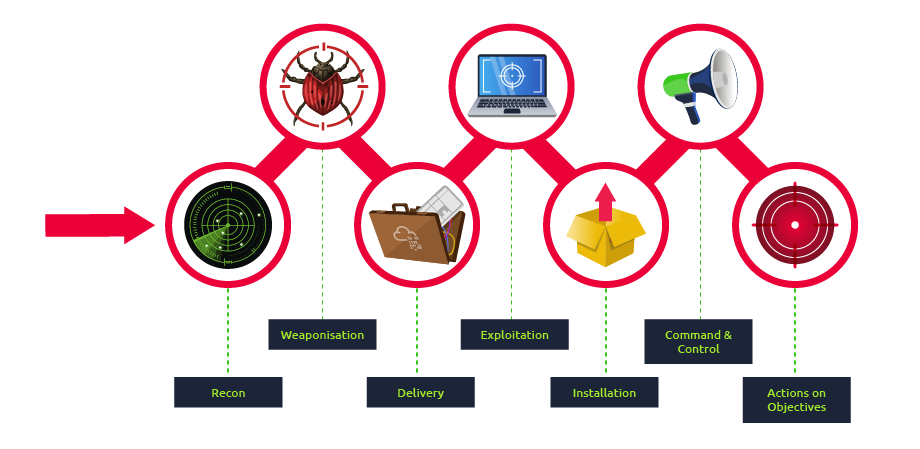 Recon
Weaponisation
Delivery
Exploitation
Installation
Command &
Control
Actions on
Objectives